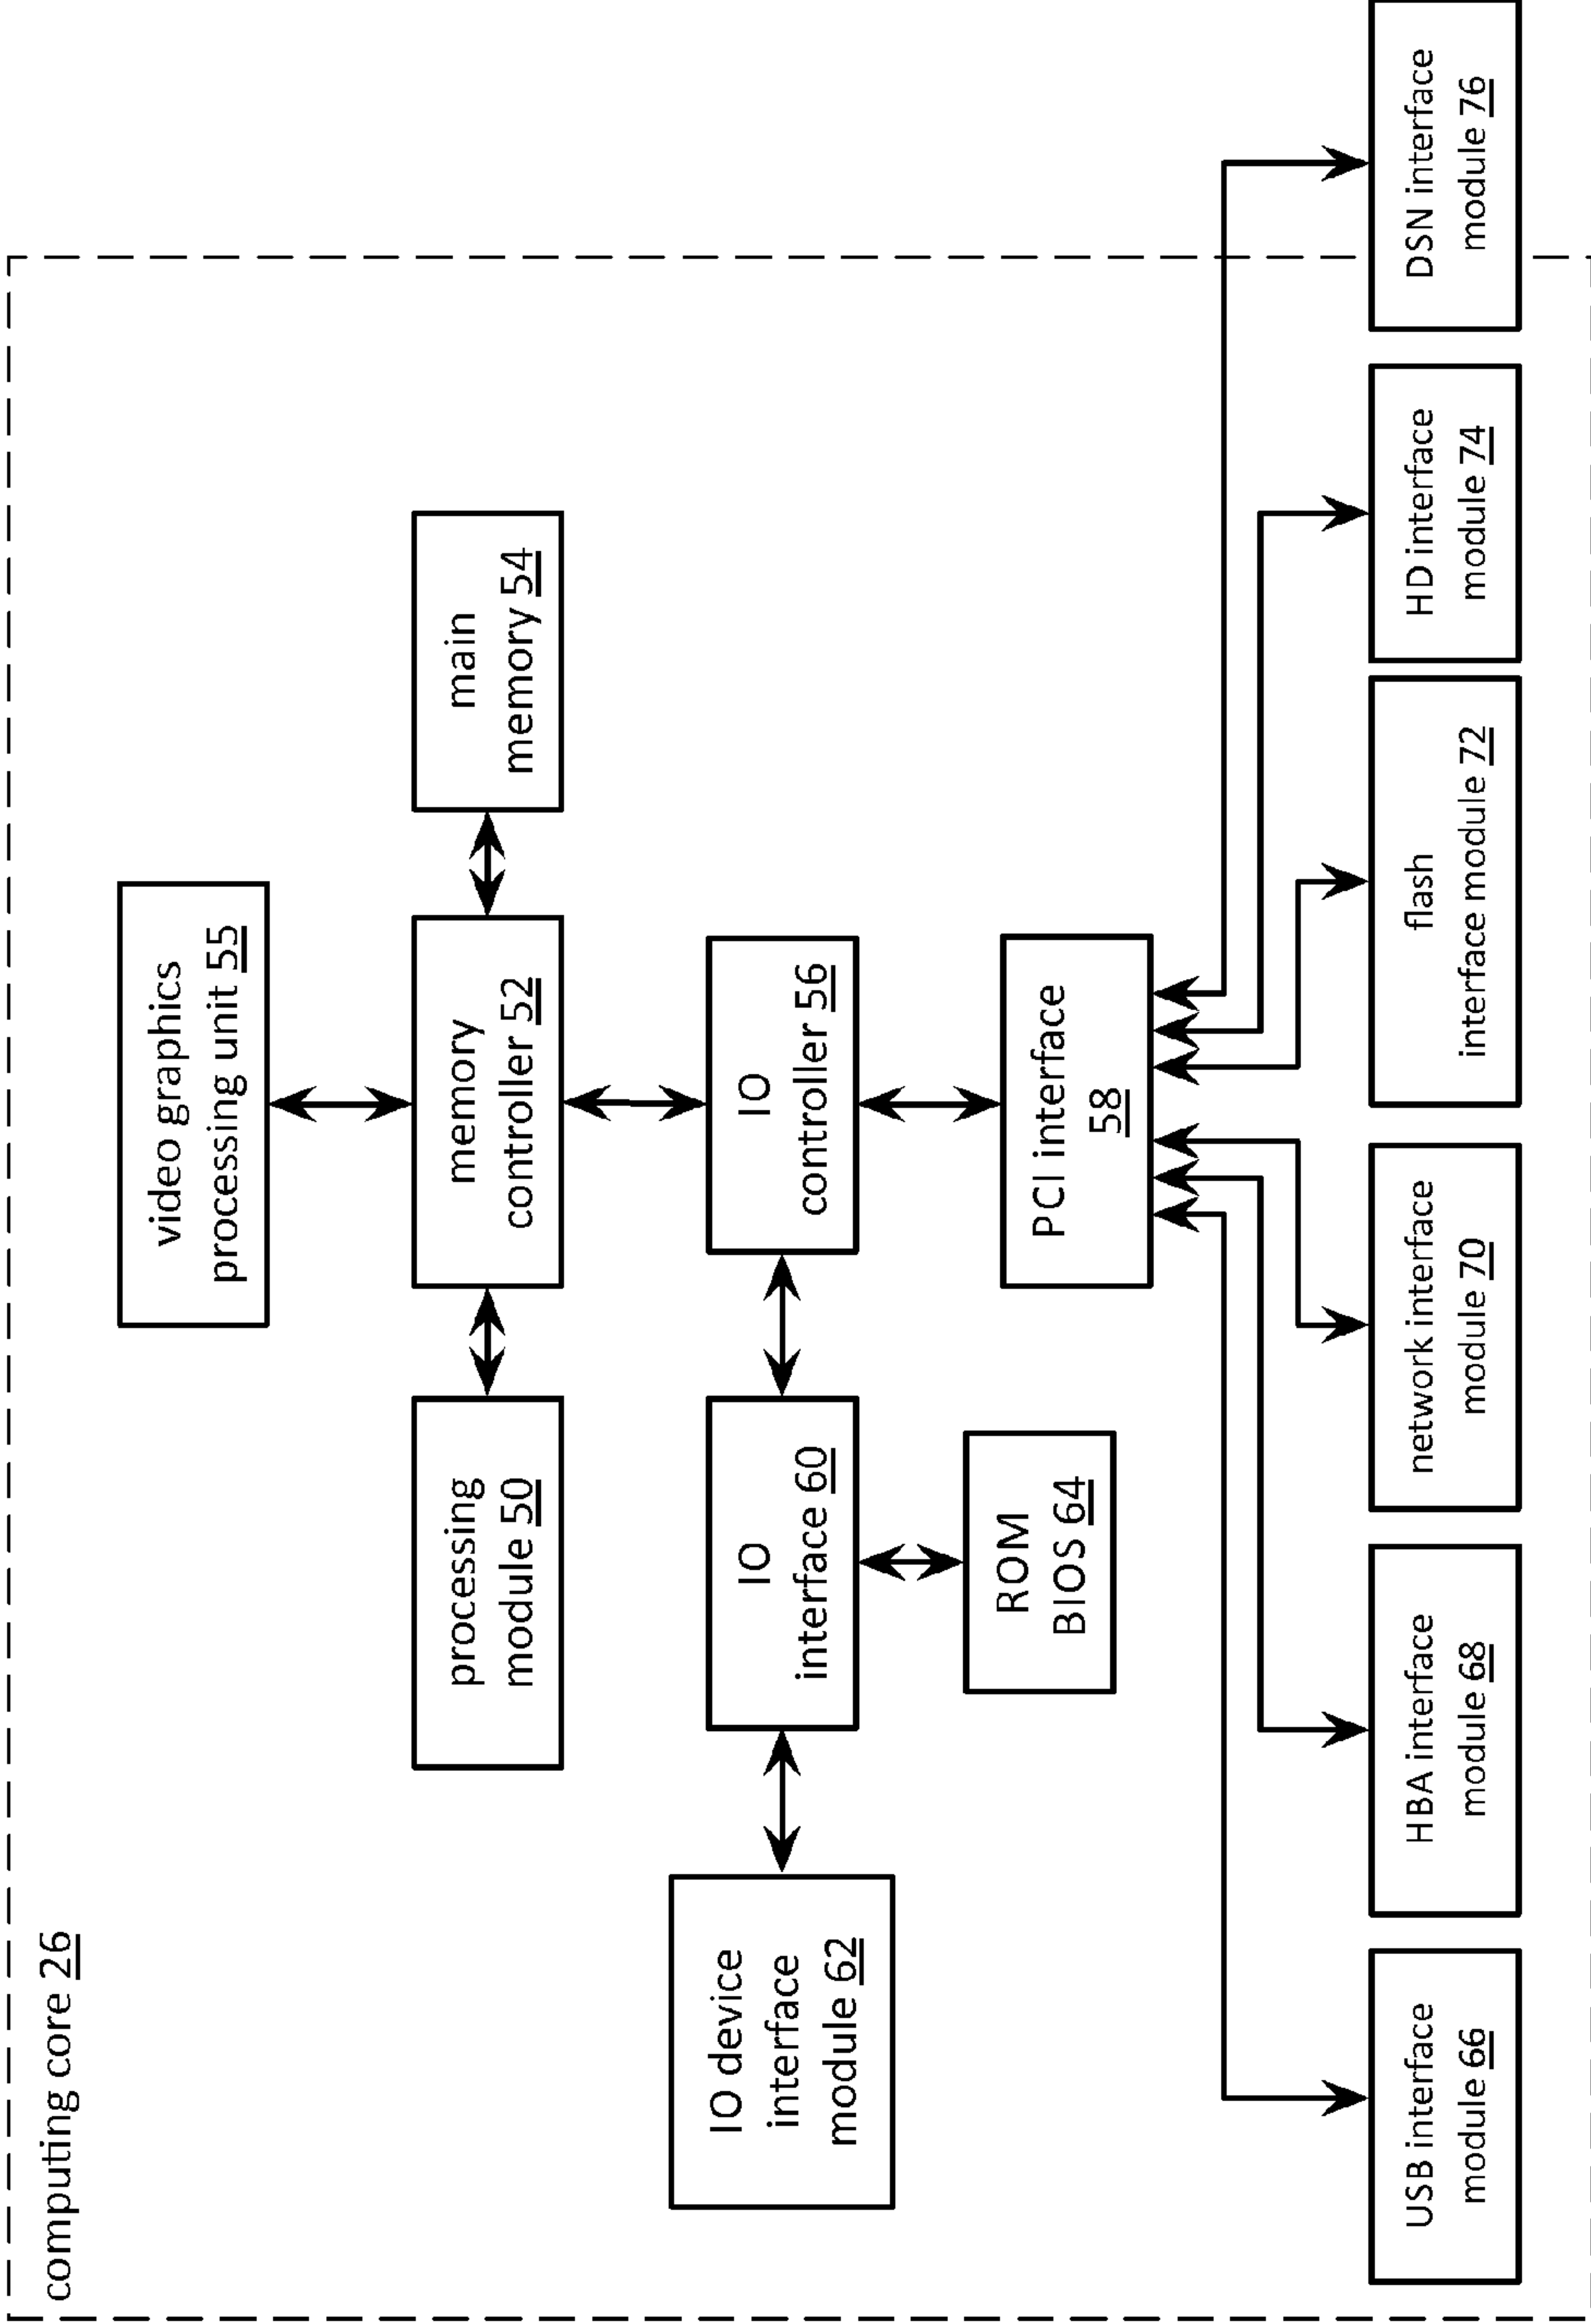 computing core 26
video graphics
processing unit 55
processing
module 50
memory
controller 52
main
memory 54
IO device
interface
module 62
IO
interface 60
IO
controller 56
ROM
BIOS 64
PCI interface
58
USB interface
module 66
HBA interface
module 68
network interface
module 70
flash
interface module 72
HD interface
module 74
DSN interface
module 76